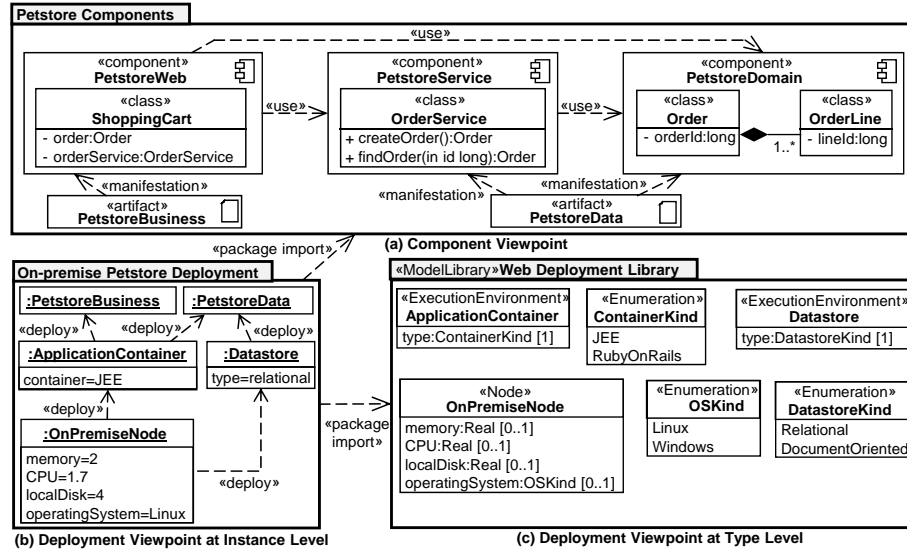 Petstore Components
«use»
«component»
PetstoreWeb
«class»
ShoppingCart
- order:Order
- orderService:OrderService
«use»
«component»
PetstoreService
«class»
OrderService
+ createOrder():Order
+ findOrder(in id long):Order
«use»
«component»
PetstoreDomain
«class»
Order
- orderId:long
1..*
«class»
OrderLine
- lineId:long
«manifestation»
«artifact»
PetstoreBusiness
«manifestation»
«manifestation»
«artifact»
PetstoreData
(a) Component Viewpoint
«package import»
On-premise Petstore Deployment
:PetstoreBusiness
:PetstoreData
«deploy»
«deploy»
«deploy»
:ApplicationContainer
container=JEE
:Datastore
type=relational
«deploy»
:OnPremiseNode
memory=2
CPU=1.7
localDisk=4
operatingSystem=Linux
«deploy»
(b) Deployment Viewpoint at Instance Level
«package
import»
«ModelLibrary»Web Deployment Library
«ExecutionEnvironment»
ApplicationContainer
type:ContainerKind [1]
«Enumeration»
ContainerKind
JEE
RubyOnRails
«ExecutionEnvironment»
Datastore
type:DatastoreKind [1]
«Node»
OnPremiseNode
memory:Real [0..1]
CPU:Real [0..1]
localDisk:Real [0..1]
operatingSystem:OSKind [0..1]
«Enumeration»
OSKind
Linux
Windows
«Enumeration»
DatastoreKind
Relational
DocumentOriented
(c) Deployment Viewpoint at Type Level